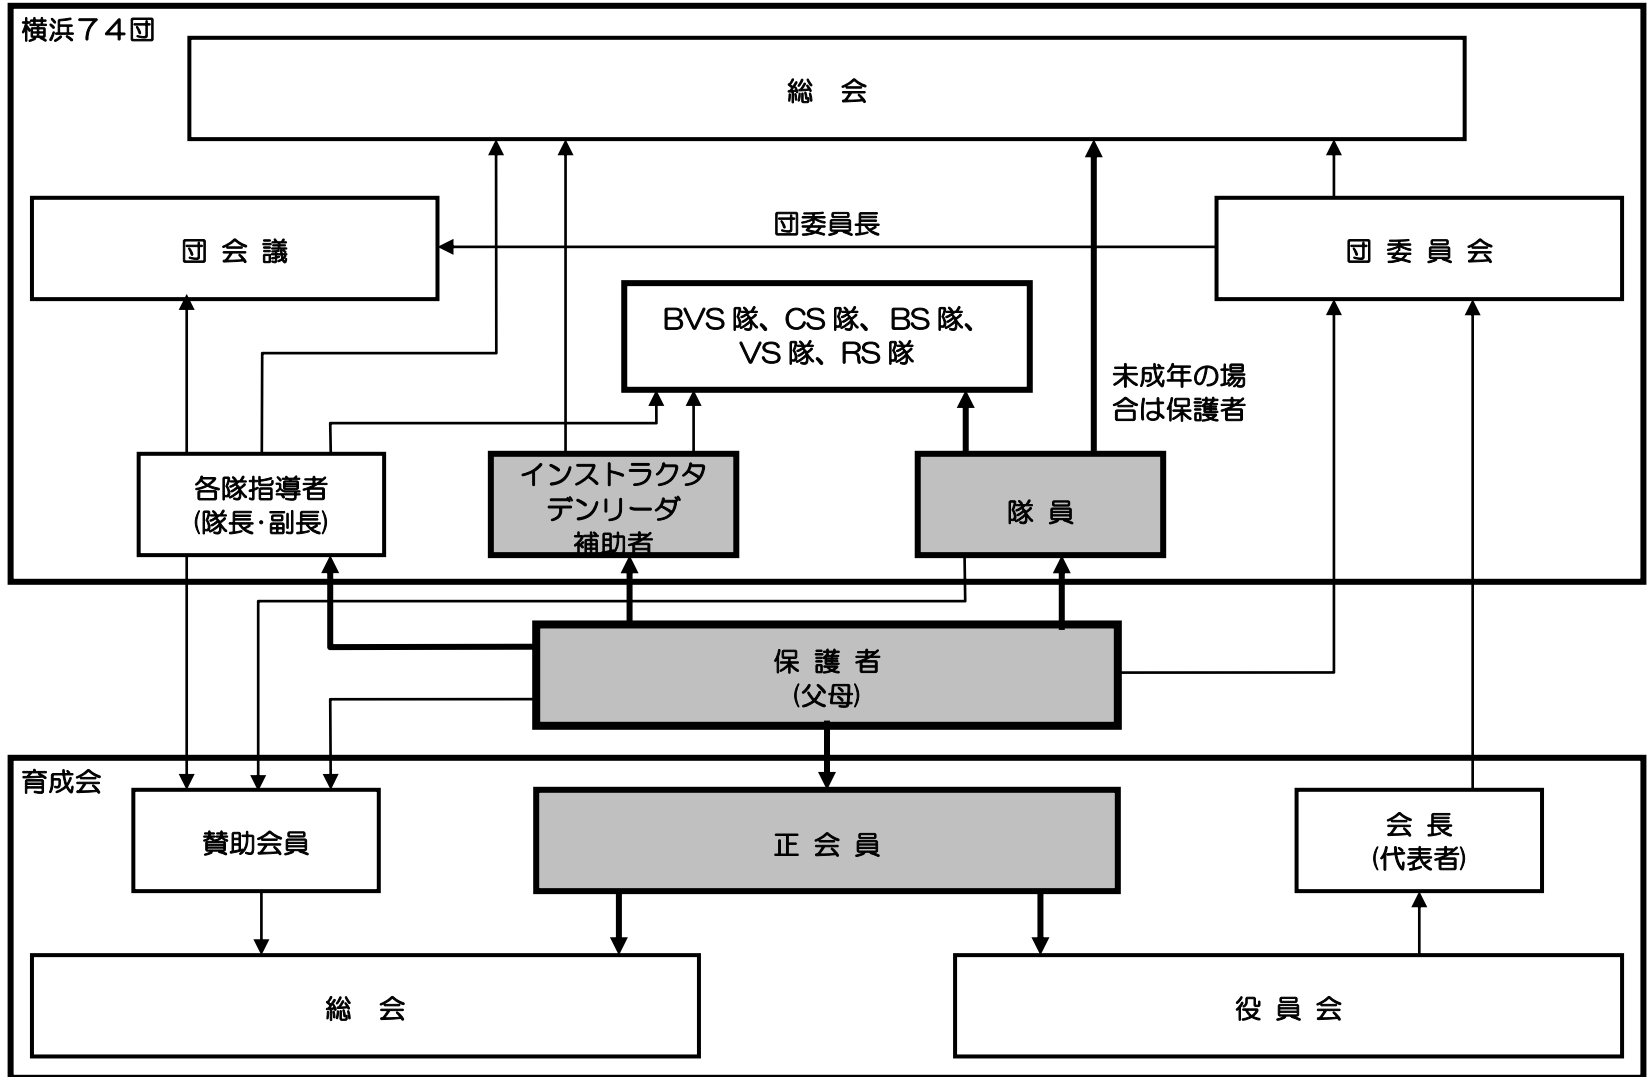 横浜７４団
総　会
団委員長
団 会 議
団 委 員 会
BVS 隊、CS 隊、BS 隊、
VS 隊、RS 隊
未成年の場
合は保護者
各隊指導者
(隊長・副長)
インストラクタ
デンリーダ
補助者
隊 員
保 護 者
(父母)
育成会
賛助会員
正 会 員
会 長
(代表者)
総　会
役 員 会